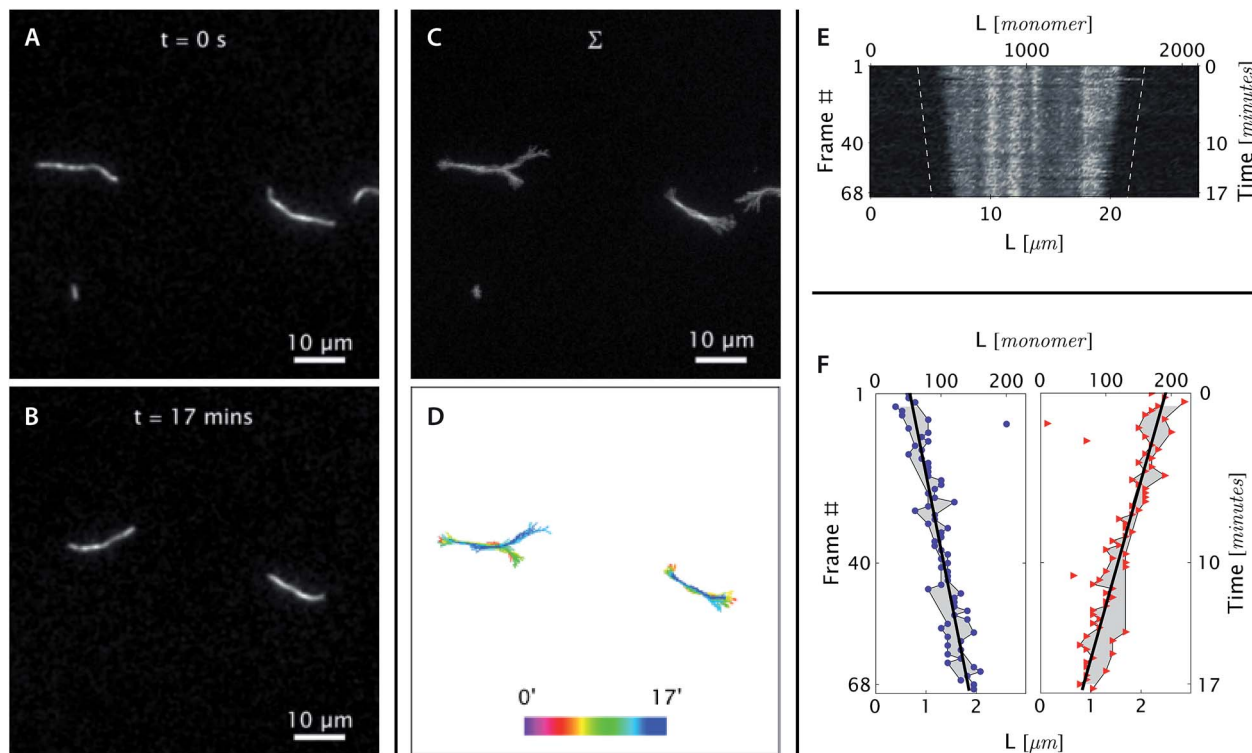 A
t = 0 s
10 μm
B
t = 17 mins
10 μm
C
Σ
10 μm
D
0' 17'
E
L [monomer]
0 1000 2000
1 0
Frame #
40 10
68 17
Time [minutes]
0 10 20
L [μm]
F
L [monomer]
0 100 200 0 100 200
1 0
Frame #
40 10
68 17
Time [minutes]
0 1 2 0 1 2
L [μm]